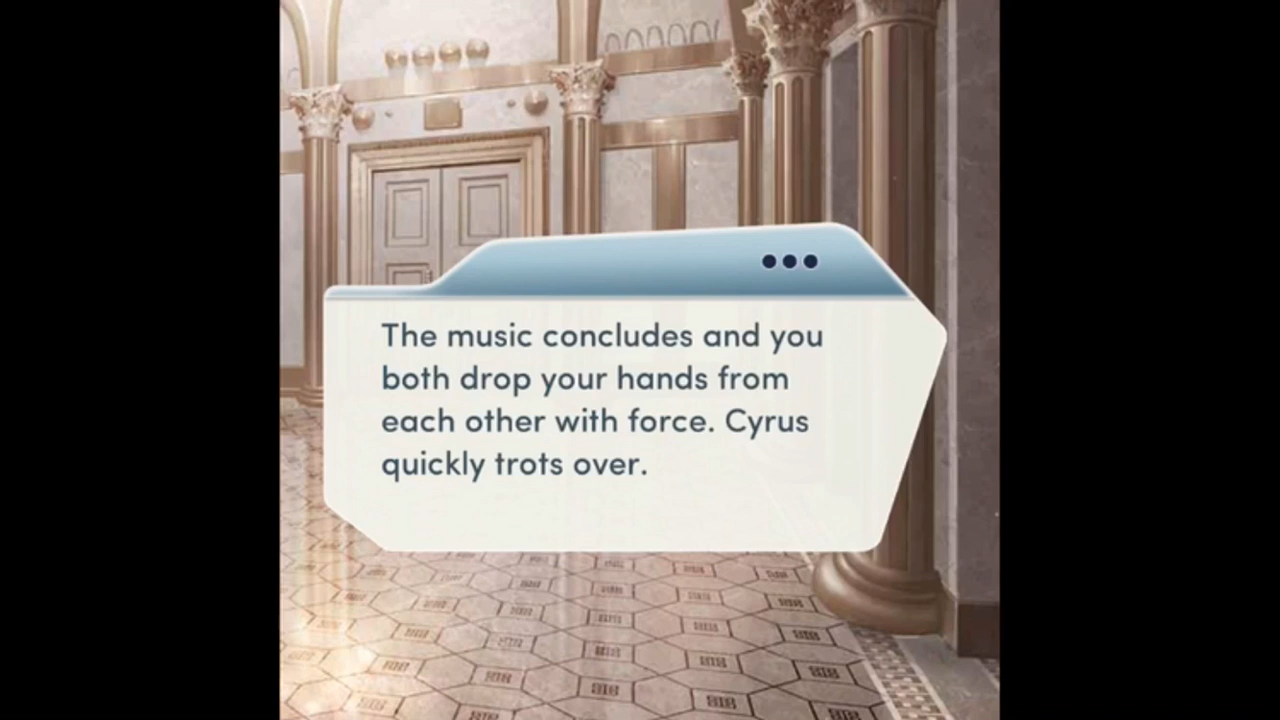 The music concludes and you
both drop your hands from
each other with force. Cyrus
quickly trots over.